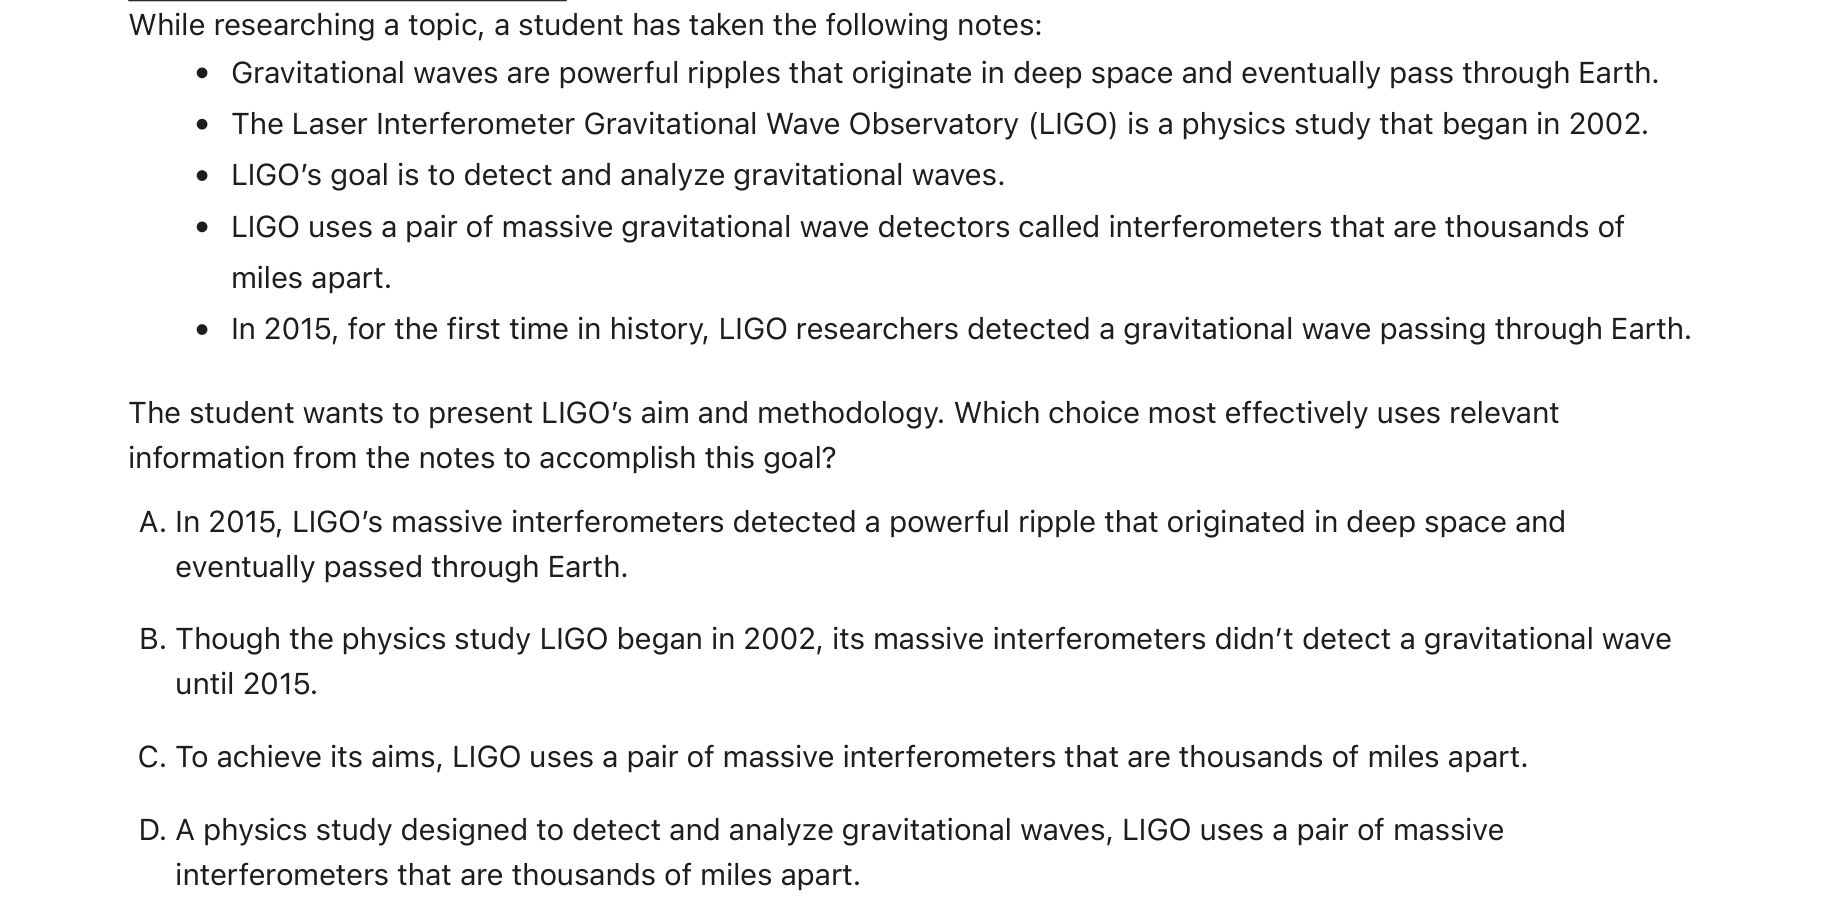 While researching a topic, a student has taken the following notes:
• Gravitational waves are powerful ripples that originate in deep space and eventually pass through Earth.
• The Laser Interferometer Gravitational Wave Observatory (LIGO) is a physics study that began in 2002.
• LIGO’s goal is to detect and analyze gravitational waves.
• LIGO uses a pair of massive gravitational wave detectors called interferometers that are thousands of
miles apart.
• In 2015, for the first time in history, LIGO researchers detected a gravitational wave passing through Earth.
The student wants to present LIGO’s aim and methodology. Which choice most effectively uses relevant
information from the notes to accomplish this goal?
A. In 2015, LIGO’s massive interferometers detected a powerful ripple that originated in deep space and
eventually passed through Earth.
B. Though the physics study LIGO began in 2002, its massive interferometers didn’t detect a gravitational wave
until 2015.
C. To achieve its aims, LIGO uses a pair of massive interferometers that are thousands of miles apart.
D. A physics study designed to detect and analyze gravitational waves, LIGO uses a pair of massive
interferometers that are thousands of miles apart.